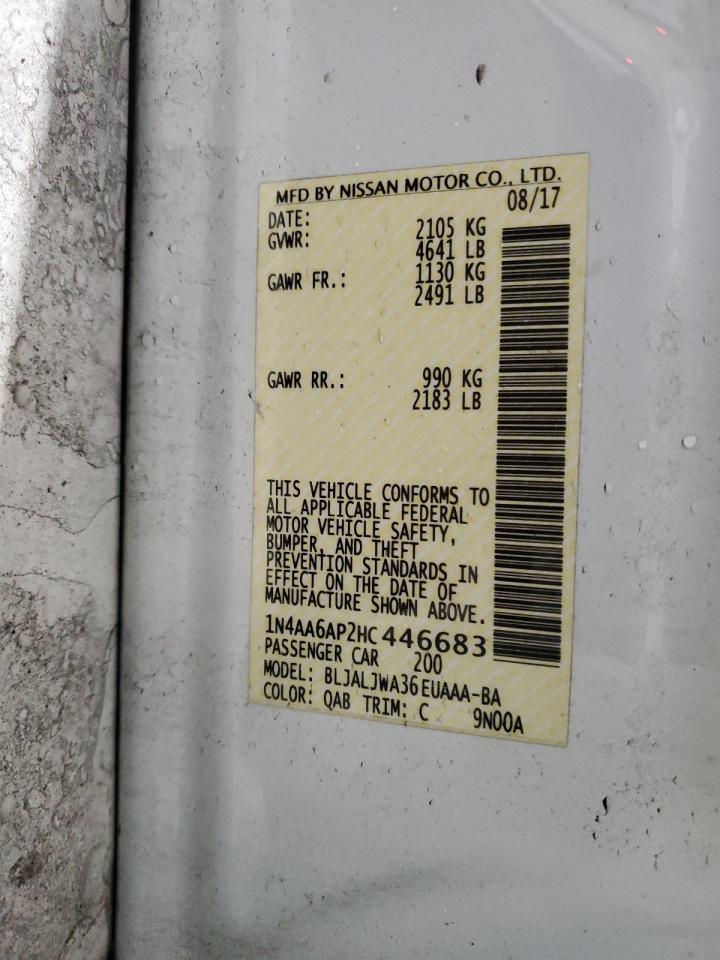 MFD BY NISSAN MOTOR CO., LTD.
DATE: 08/17
GVWR: 2105 KG
4641 LB
GAWR FR.: 1130 KG
2491 LB
GAWR RR.: 990 KG
2183 LB
THIS VEHICLE CONFORMS TO
ALL APPLICABLE FEDERAL
MOTOR VEHICLE SAFETY,
BUMPER, AND THEFT
PREVENTION STANDARDS IN
EFFECT ON THE DATE OF
MANUFACTURE SHOWN ABOVE.
1N4AA6AP2HC446683
PASSENGER CAR 200
MODEL: BLJALJWA36EUAAA-BA
COLOR: QAB TRIM: C 9N00A